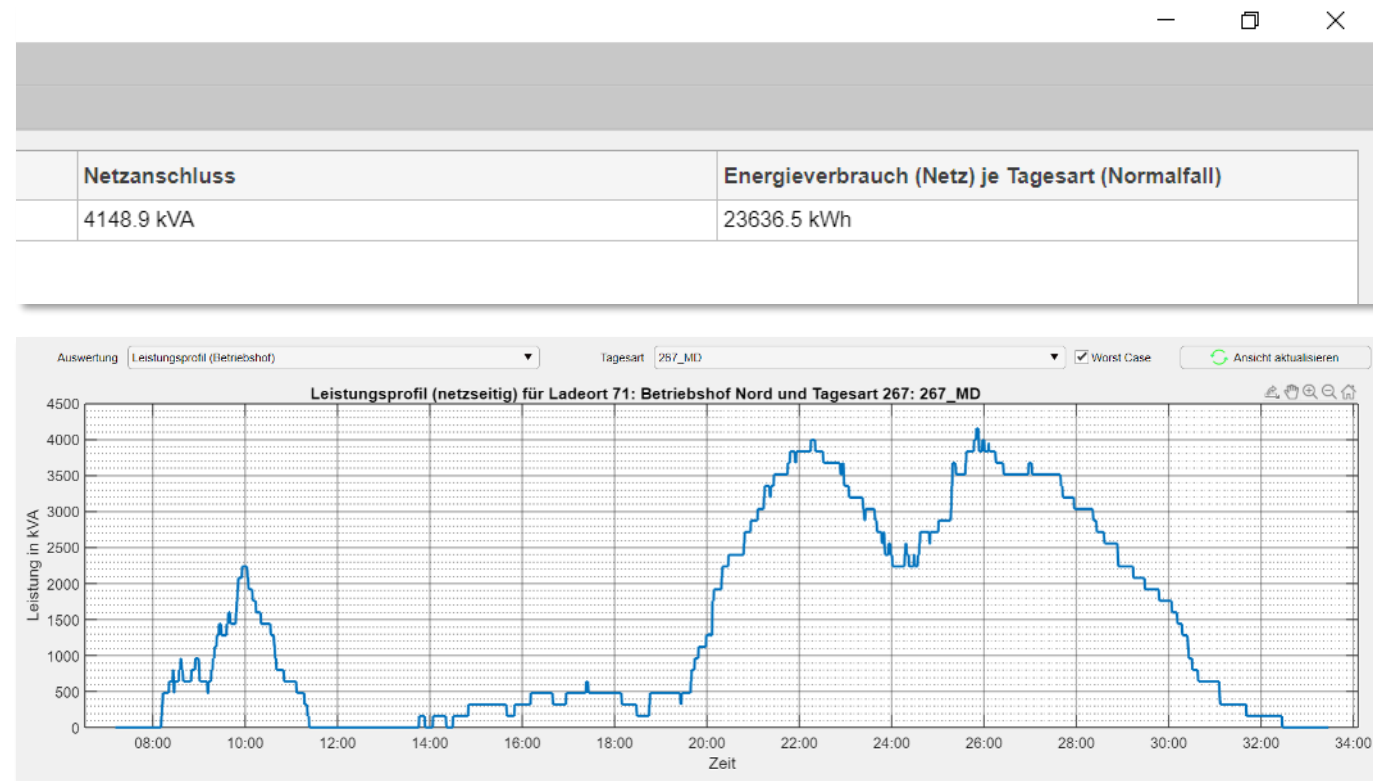 Netzanschluss Energieverbrauch (Netz) je Tagesart (Normalfall)
4148.9 kVA 23636.5 kWh
Auswertung Leistungsprofil (Betriebshof) Tagesart 267_MD Worst Case Ansicht aktualisieren
Leistungsprofil (netzseitig) für Ladeort 71: Betriebshof Nord und Tagesart 267: 267_MD
4500
4000
3500
3000
2500
2000
1500
1000
500
0
Leistung in kVA
08:00 10:00 12:00 14:00 16:00 18:00 20:00 22:00 24:00 26:00 28:00 30:00 32:00 34:00
Zeit